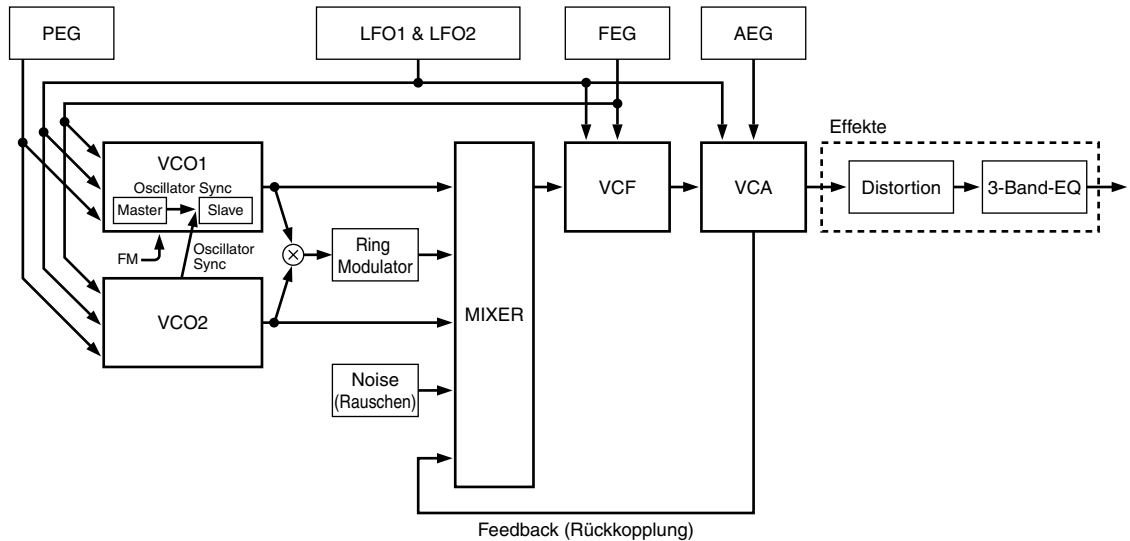 PEG
LFO1 & LFO2
FEG
AEG
Effekte
VCO1
Oscillator Sync
Master
Slave
FM
Oscillator
Sync
VCO2
Ring
Modulator
Noise
(Rauschen)
MIXER
VCF
VCA
Distortion
3-Band-EQ
Feedback (Rückkopplung)